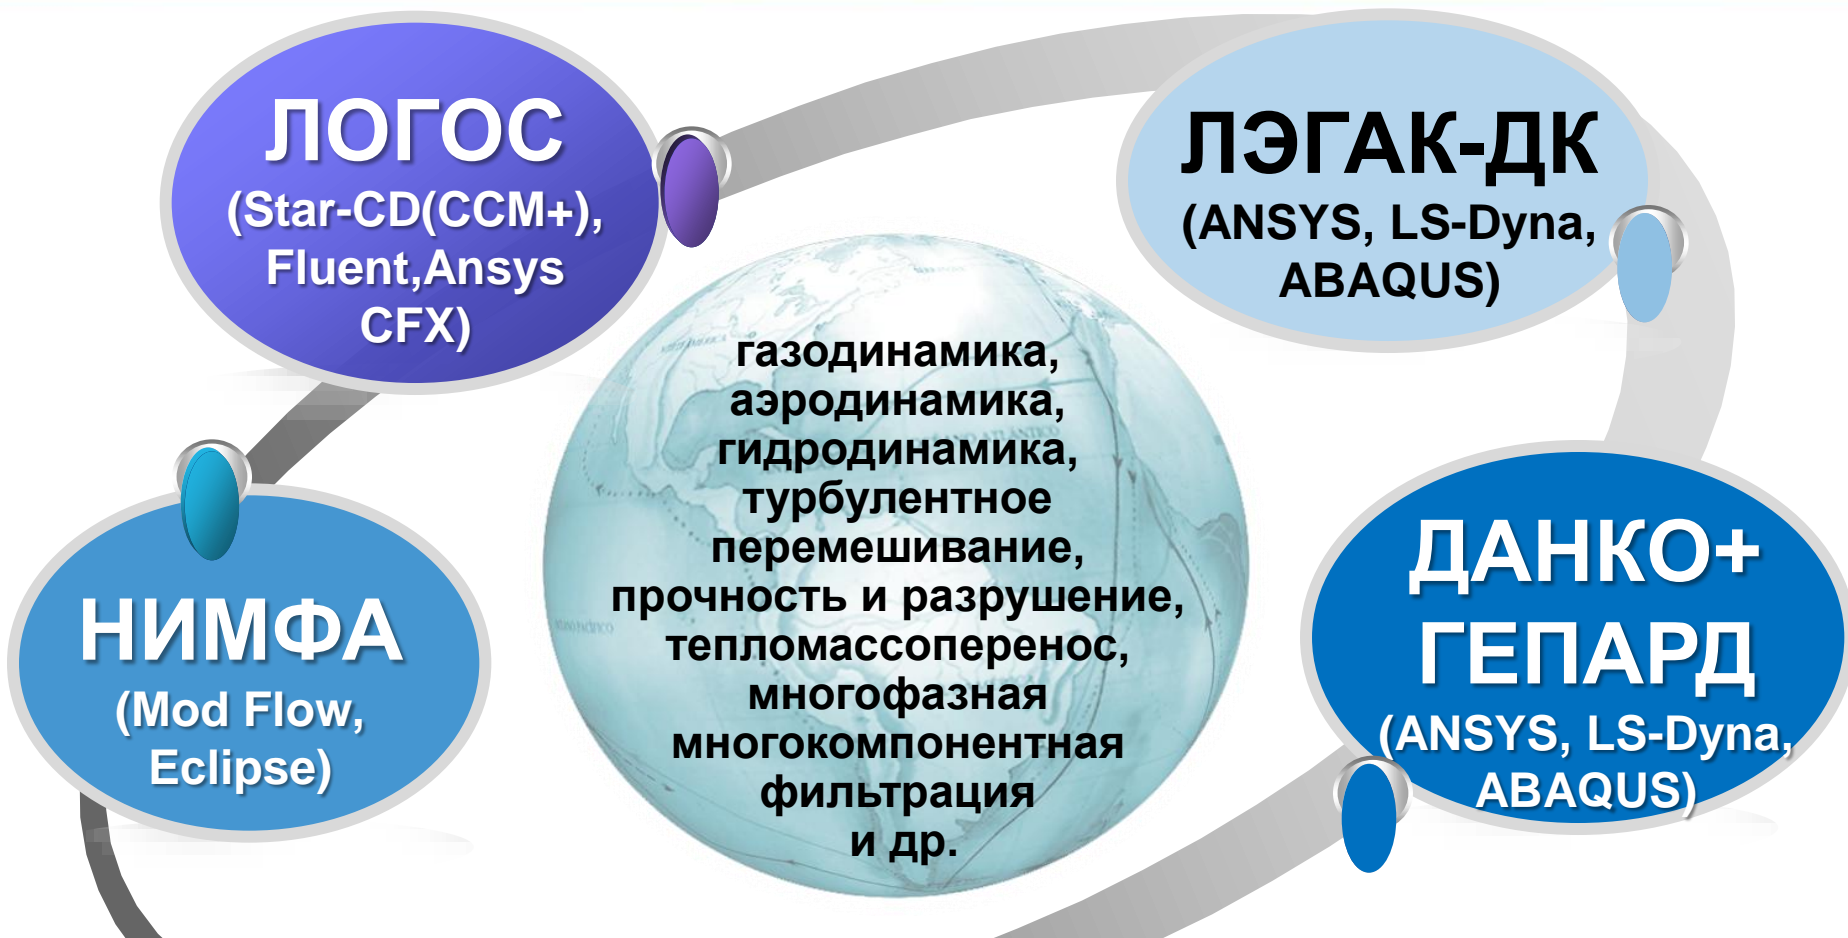 ЛОГОС
(Star-CD(CCM+),
Fluent,Ansys
CFX)
ЛЭГАК-ДК
(ANSYS, LS-Dyna,
ABAQUS)
газодинамика,
аэродинамика,
гидродинамика,
турбулентное
перемешивание,
прочность и разрушение,
тепломассоперенос,
многофазная
многокомпонентная
фильтрация
и др.
НИМФА
(Mod Flow,
Eclipse)
ДАНКО+
ГЕПАРД
(ANSYS, LS-Dyna,
ABAQUS)